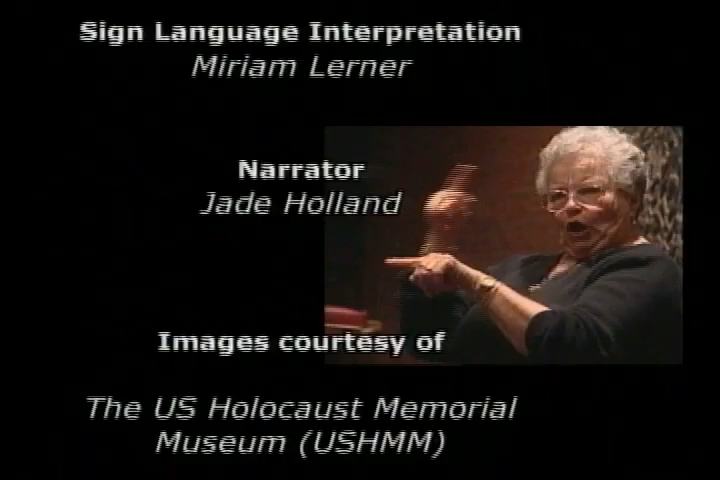 Sign Language Interpretation
Miriam Lerner
Narrator
Jade Holland
Images courtesy of
The US Holocaust Memorial
Museum (USHMM)